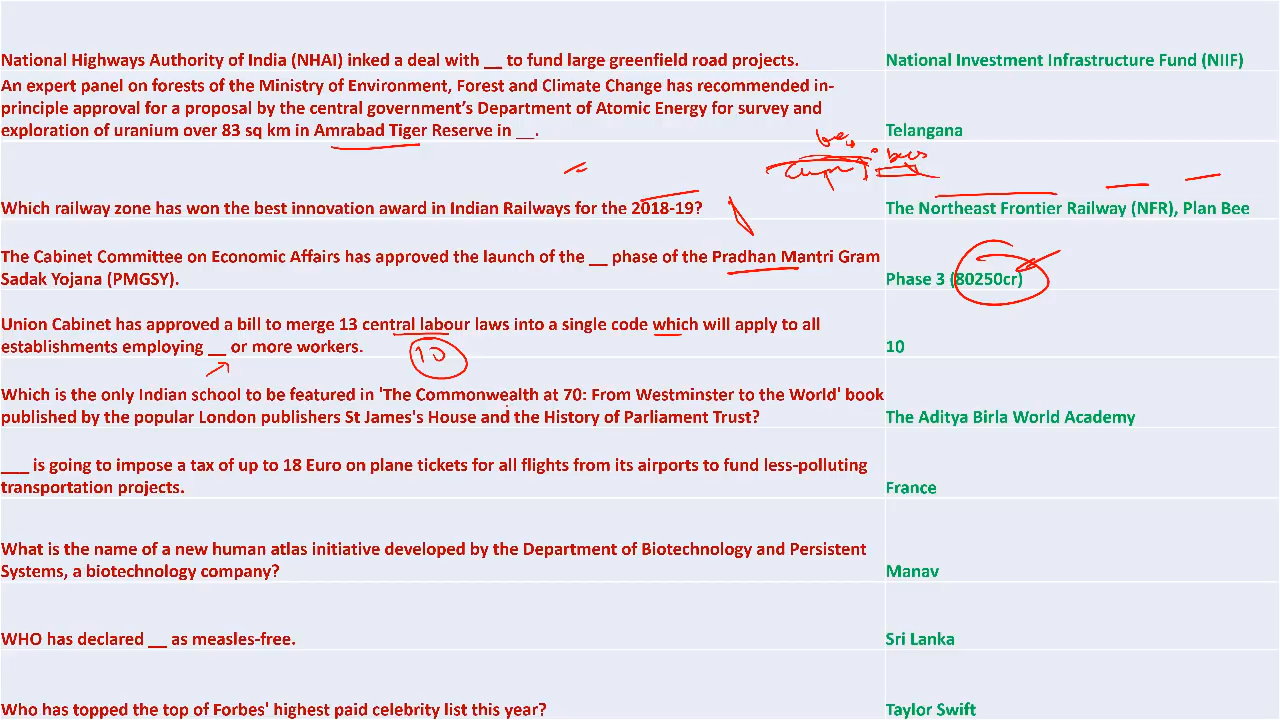 National Highways Authority of India (NHAI) inked a deal with __ to fund large greenfield road projects.
National Investment Infrastructure Fund (NIIF)
An expert panel on forests of the Ministry of Environment, Forest and Climate Change has recommended in-
principle approval for a proposal by the central government's Department of Atomic Energy for survey and
exploration of uranium over 83 sq km in Amrabad Tiger Reserve in __.
Telangana
Which railway zone has won the best innovation award in Indian Railways for the 2018-19?
The Northeast Frontier Railway (NFR), Plan Bee
The Cabinet Committee on Economic Affairs has approved the launch of the __ phase of the Pradhan Mantri Gram
Sadak Yojana (PMGSY).
Phase 3 (80250cr)
Union Cabinet has approved a bill to merge 13 central labour laws into a single code which will apply to all
establishments employing __ or more workers.
10
10
Which is the only Indian school to be featured in 'The Commonwealth at 70: From Westminster to the World' book
published by the popular London publishers St James's House and the History of Parliament Trust?
The Aditya Birla World Academy
___ is going to impose a tax of up to 18 Euro on plane tickets for all flights from its airports to fund less-polluting
transportation projects.
France
What is the name of a new human atlas initiative developed by the Department of Biotechnology and Persistent
Systems, a biotechnology company?
Manav
WHO has declared __ as measles-free.
Sri Lanka
Who has topped the top of Forbes' highest paid celebrity list this year?
Taylor Swift